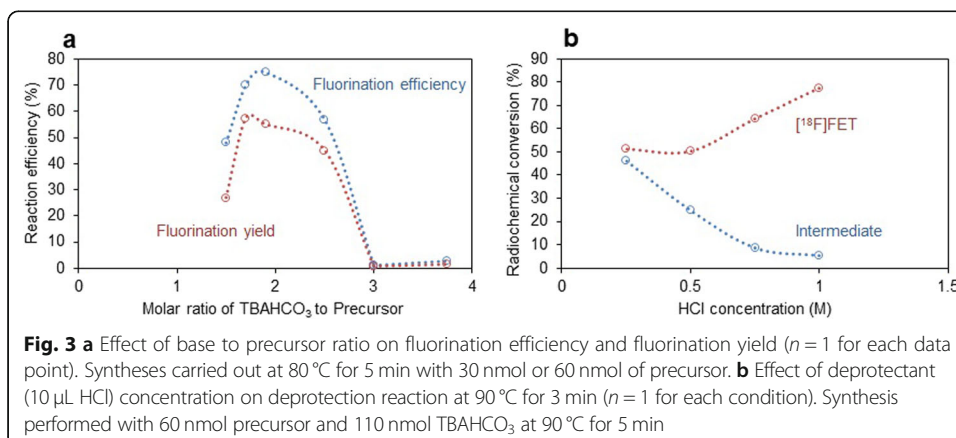 a
80
70
60
50
40
30
20
10
0
Reaction efficiency (%)
Fluorination efficiency
Fluorination yield
0 1 2 3 4
Molar ratio of TBAHCO₃ to Precursor
b
90
80
70
60
50
40
30
20
10
0
Radiochemical conversion (%)
[¹⁸F]FET
Intermediate
0 0.5 1 1.5
HCl concentration (M)
Fig. 3 a Effect of base to precursor ratio on fluorination efficiency and fluorination yield (n = 1 for each data
point). Syntheses carried out at 80 °C for 5 min with 30 nmol or 60 nmol of precursor. b Effect of deprotectant
(10 μL HCl) concentration on deprotection reaction at 90 °C for 3 min (n = 1 for each condition). Synthesis
performed with 60 nmol precursor and 110 nmol TBAHCO₃ at 90 °C for 5 min